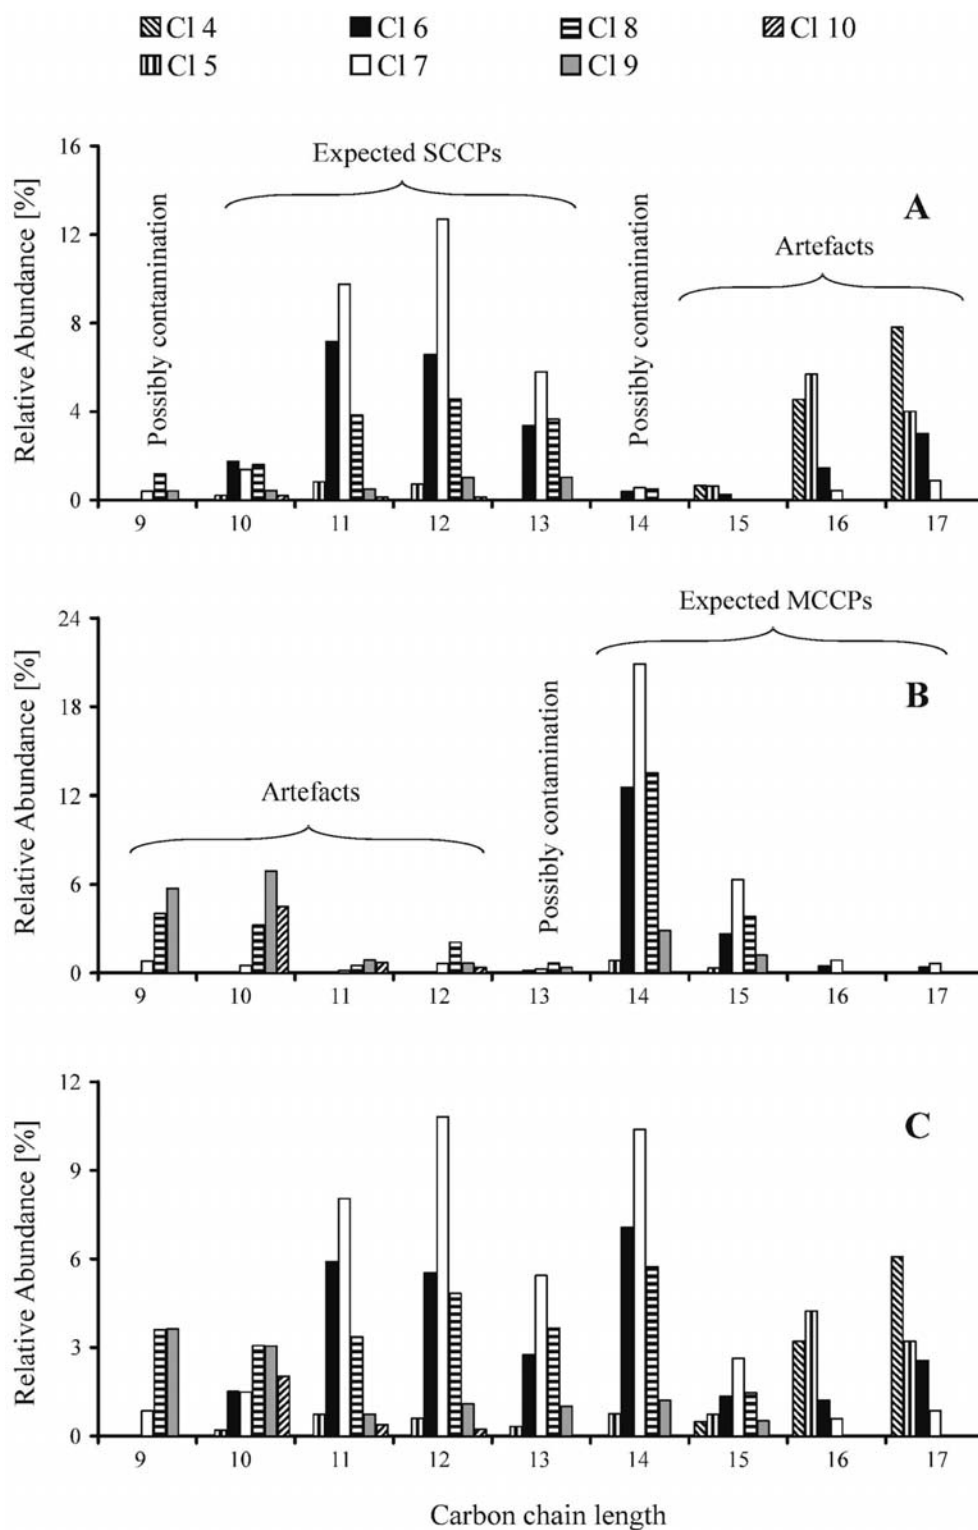 Cl 4 Cl 6 Cl 8 Cl 10
Cl 5 Cl 7 Cl 9
Relative Abundance [%]
16
12
8
4
0
Possibly contamination
Expected SCCPs
Possibly contamination
Artefacts
A
9 10 11 12 13 14 15 16 17
Relative Abundance [%]
24
18
12
6
0
Artefacts
Possibly contamination
Expected MCCPs
B
9 10 11 12 13 14 15 16 17
Relative Abundance [%]
12
9
6
3
0
C
9 10 11 12 13 14 15 16 17
Carbon chain length